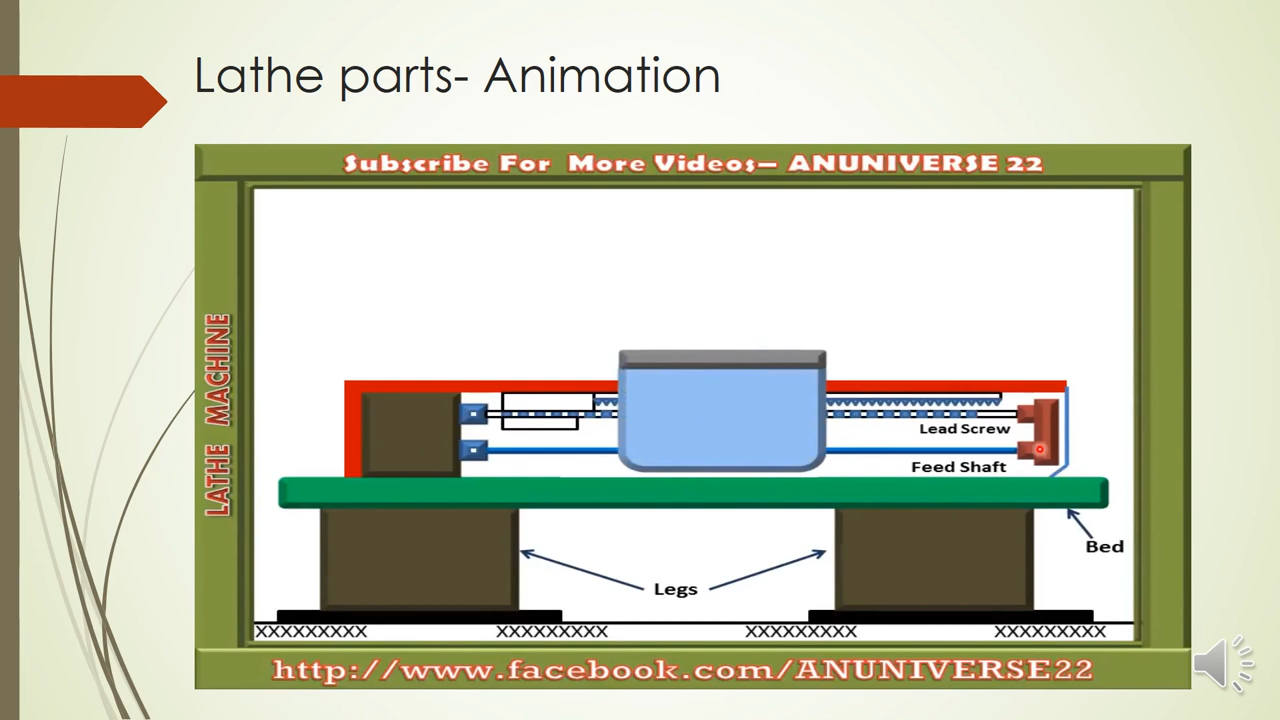 Lathe parts- Animation
Subscribe For More Videos– ANUNIVERSE 22
LATHE MACHINE
Lead Screw
Feed Shaft
Bed
Legs
XXXXXXXXX XXXXXXXXX XXXXXXXXX XXXXXXXXX
http://www.facebook.com/ANUNIVERSE22